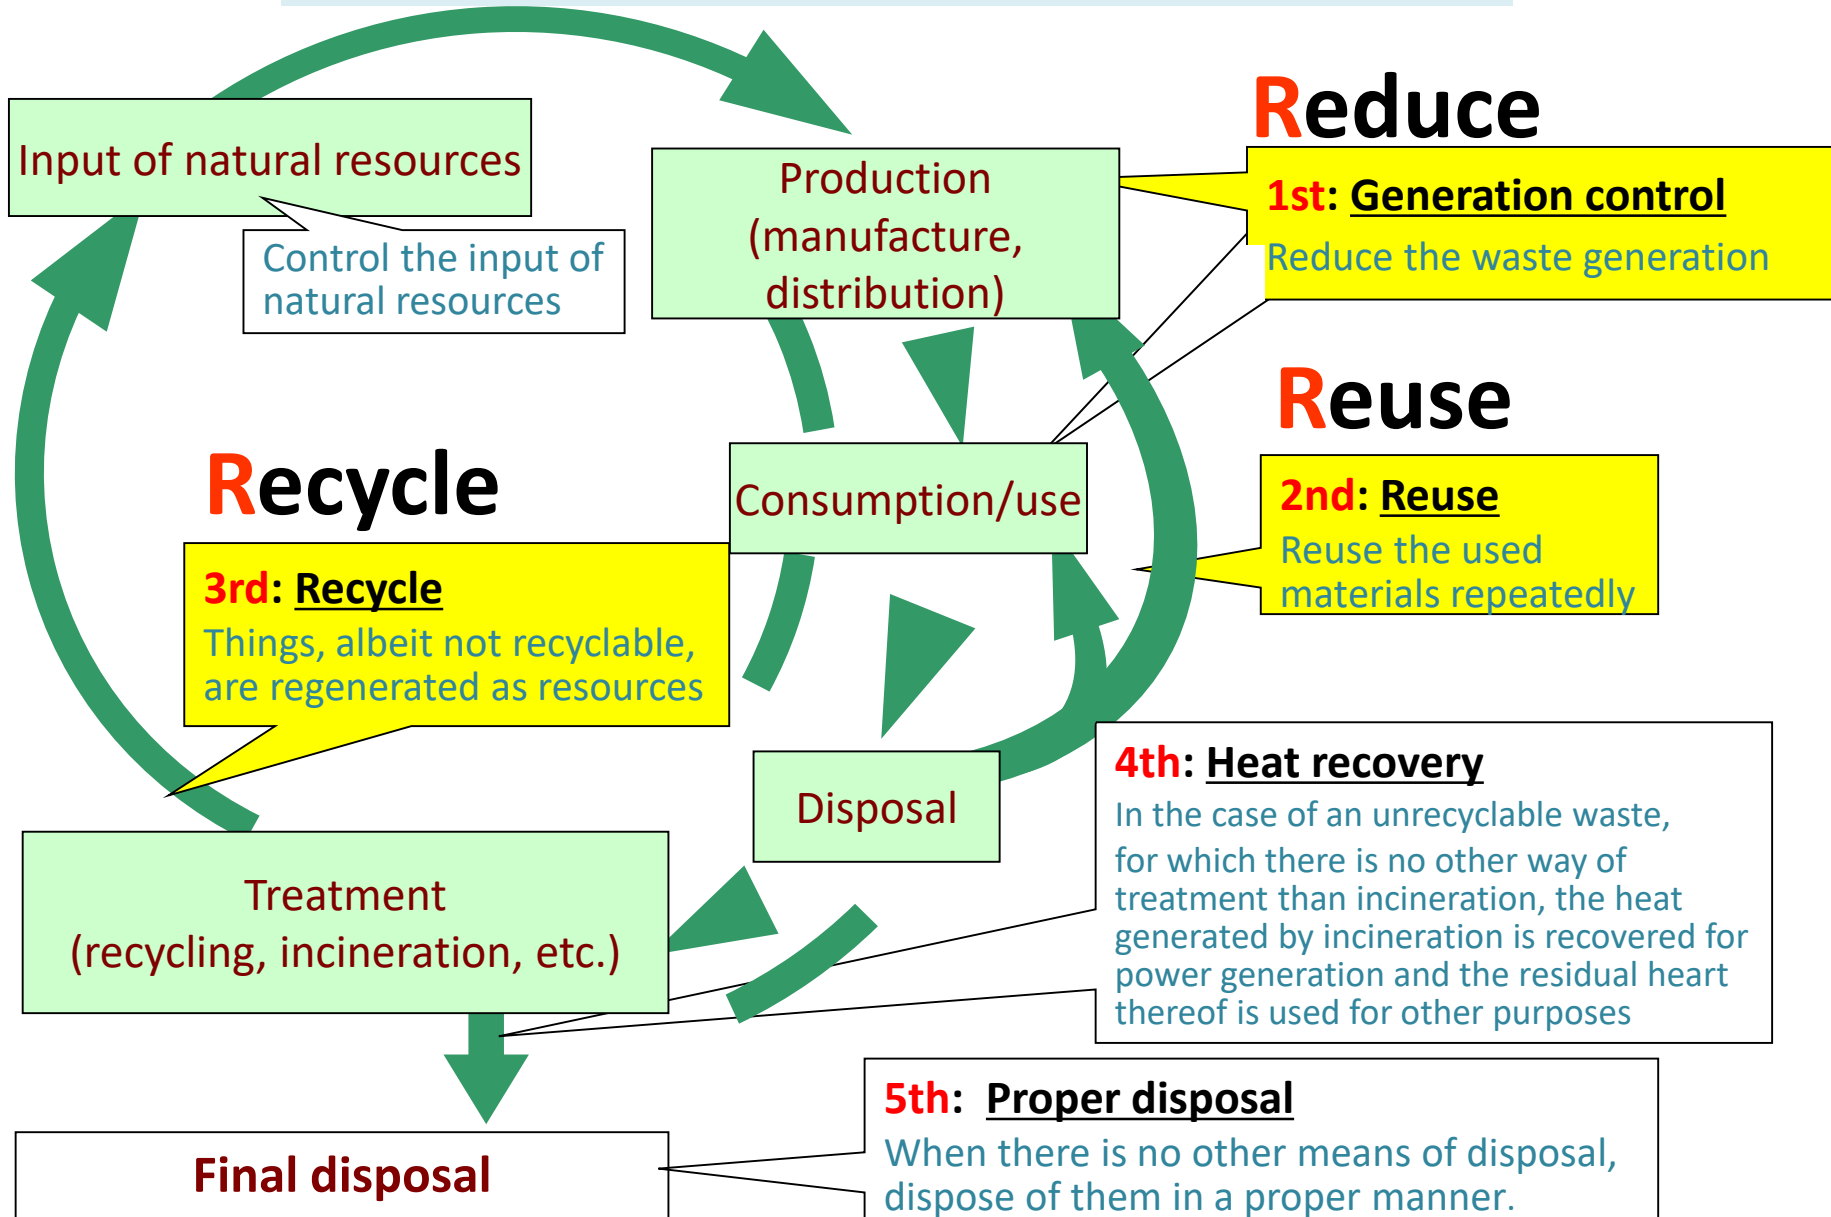 Input of natural resources
Control the input of
natural resources
Production
(manufacture,
distribution)
Reduce
1st: Generation control
Reduce the waste generation
Reuse
2nd: Reuse
Reuse the used
materials repeatedly
Consumption/use
Recycle
3rd: Recycle
Things, albeit not recyclable,
are regenerated as resources
Disposal
4th: Heat recovery
In the case of an unrecyclable waste,
for which there is no other way of
treatment than incineration, the heat
generated by incineration is recovered for
power generation and the residual heart
thereof is used for other purposes
Treatment
(recycling, incineration, etc.)
5th: Proper disposal
When there is no other means of disposal,
dispose of them in a proper manner.
Final disposal